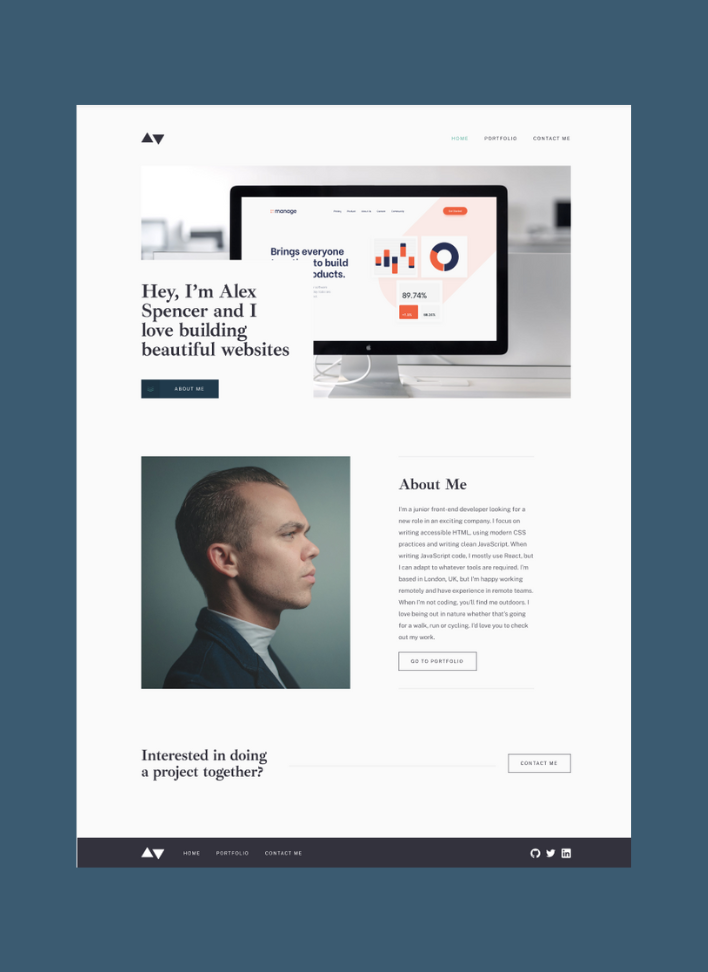 HOME PORTFOLIO CONTACT ME
manage
Brings everyone
to build
89.74%
Hey, I’m Alex
Spencer and I
love building
beautiful websites
ABOUT ME
About Me
I’m a junior front-end developer looking for a
new role in an exciting company. I focus on
writing accessible HTML, using modern CSS
practices and writing clean JavaScript. When
writing JavaScript code, I mostly use React, but
I can adapt to whatever tools are required. I’m
based in London, UK, but I’m happy working
remotely and have experience in remote teams.
When I’m not coding, you’ll find me outdoors. I
love being out in nature whether that’s going
for a walk, run or cycling. I’d love you to check
out my work.
GO TO PORTFOLIO
Interested in doing
a project together?
CONTACT ME
HOME PORTFOLIO CONTACT ME